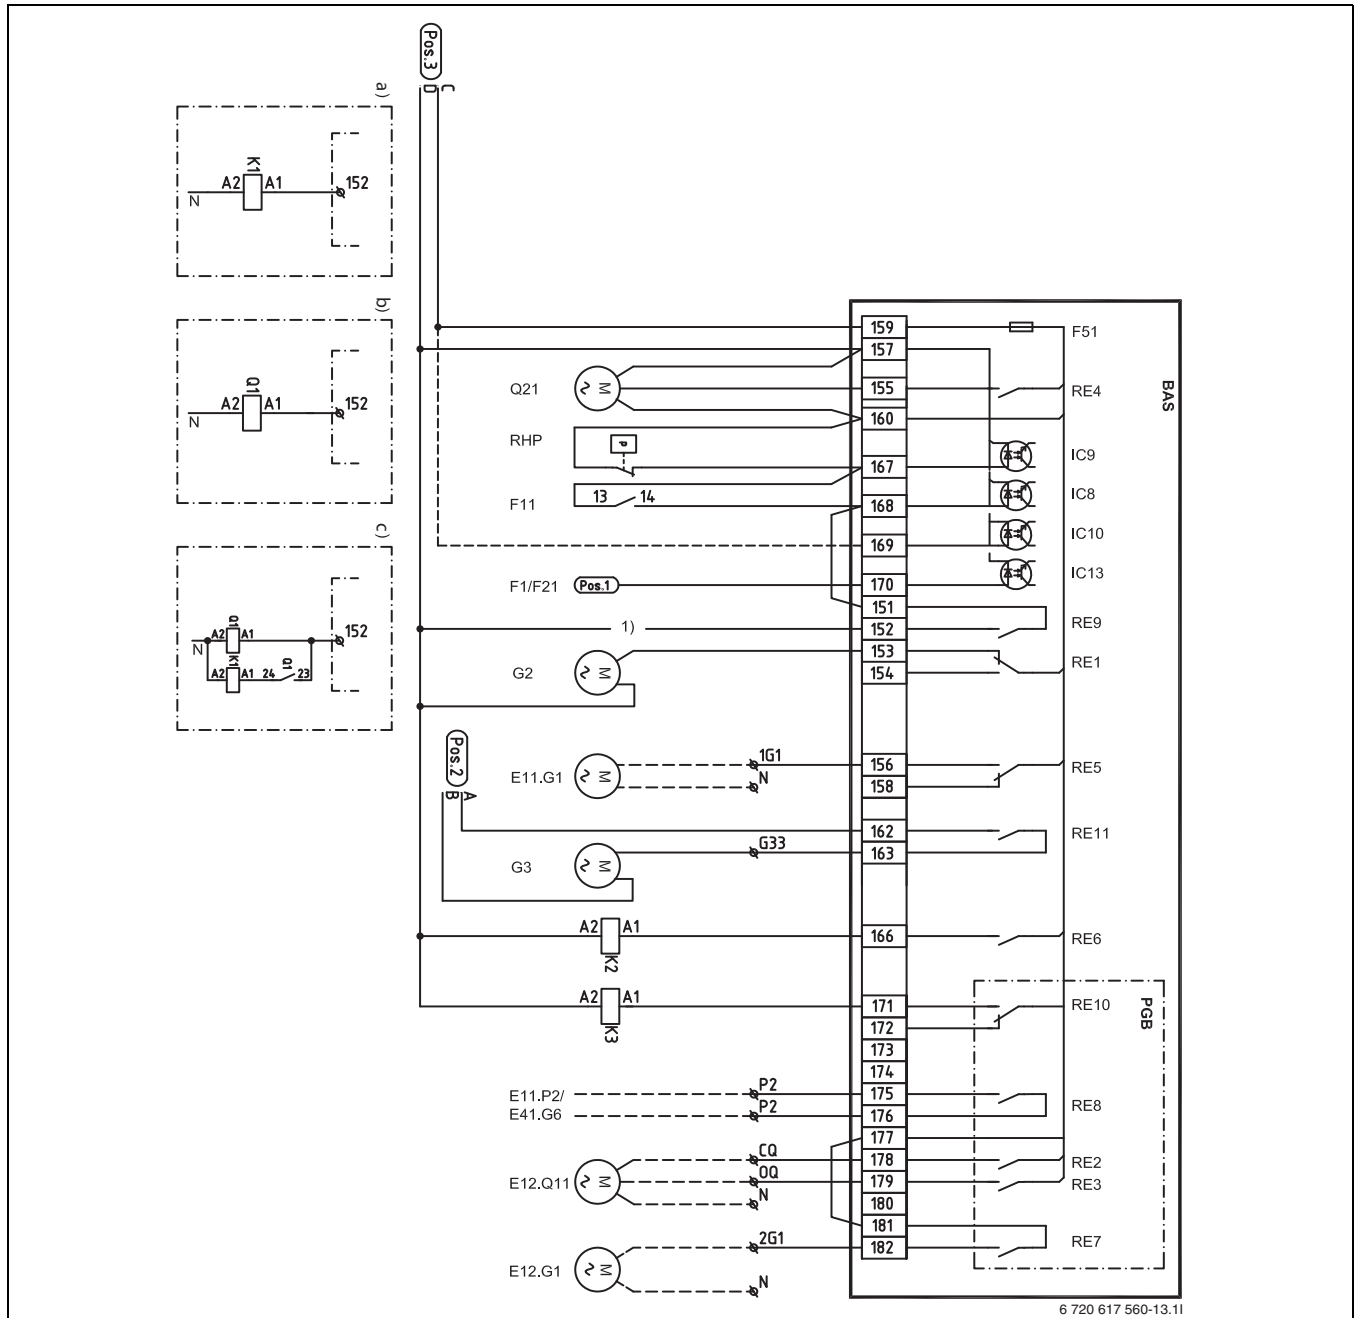 Pos.3
D C
a)
K1
A2 A1 152
N
b)
Q1
A2 A1 152
N
c)
Q1
A2 A1 152
N
K1 Q1
A2 A1 24 23
BAS
159 F51
157
Q21 M ~ 155 RE4
160
RHP P 167 IC9
F11 13 14 168 IC8
169 IC10
F1/F21 Pos.1 170 IC13
151
1) 152 RE9
153
G2 M ~ 154 RE1
Pos.2
B A
1G1 156 RE5
E11.G1 M ~ N 158
162 RE11
G33 163
G3 M ~
A2 A1 166 RE6
K2
A2 A1 171 RE10
K3
PGB
172
173
174
E11.P2/ P2 175
E41.G6 P2 176 RE8
177
CQ 178 RE2
E12.Q11 M ~ OQ 179 RE3
N 180
181
2G1 182 RE7
E12.G1 M ~
N
6 720 617 560-13.1I